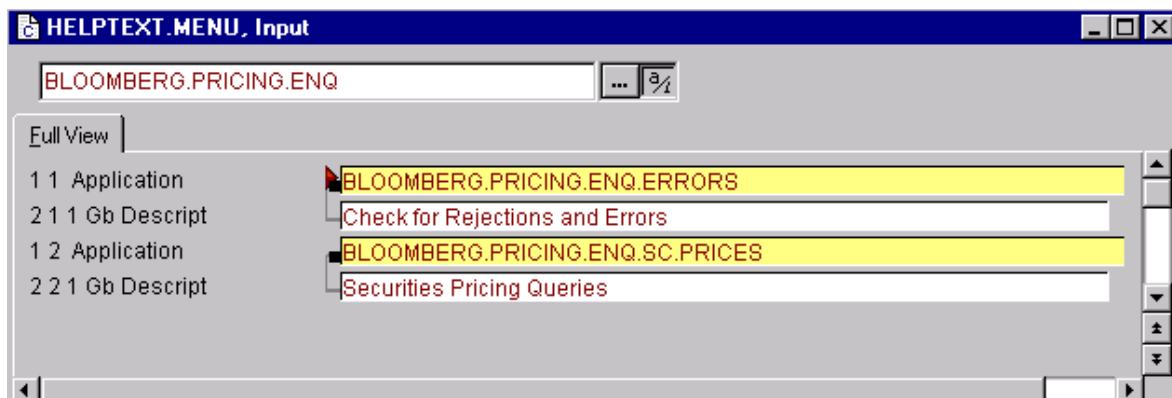 HELPTEXT.MENU, Input
BLOOMBERG.PRICING.ENQ
...
Full View
1 1 Application BLOOMBERG.PRICING.ENQ.ERRORS
2 1 1 Gb Descript Check for Rejections and Errors
1 2 Application BLOOMBERG.PRICING.ENQ.SC.PRICES
2 2 1 Gb Descript Securities Pricing Queries